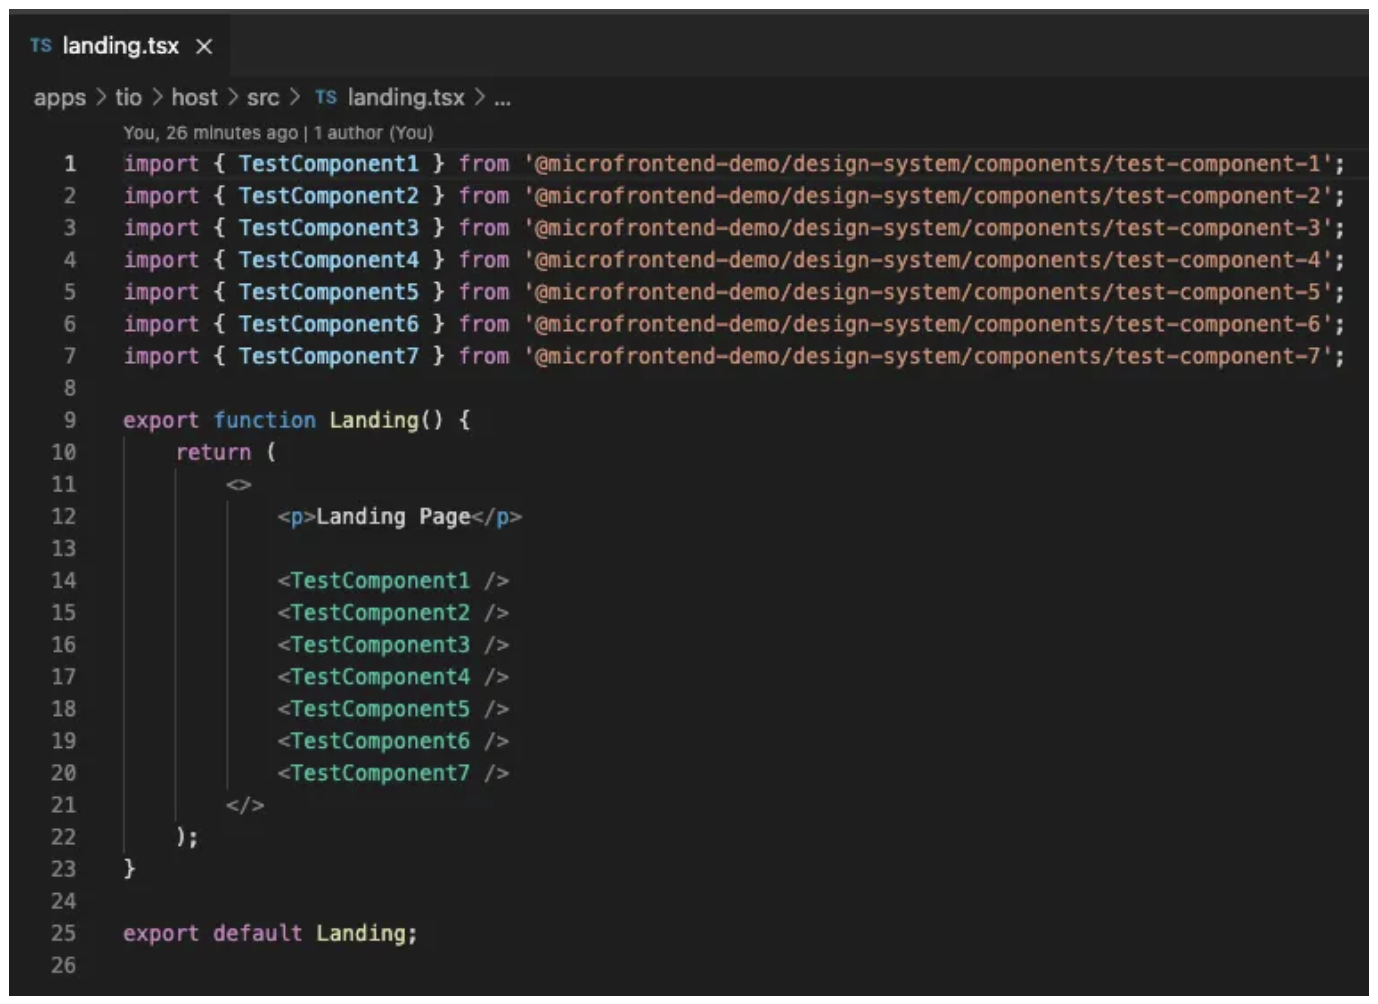 TS landing.tsx ×
apps > tio > host > src > TS landing.tsx > ...
You, 26 minutes ago | 1 author (You)
1 import { TestComponent1 } from '@microfrontend-demo/design-system/components/test-component-1';
2 import { TestComponent2 } from '@microfrontend-demo/design-system/components/test-component-2';
3 import { TestComponent3 } from '@microfrontend-demo/design-system/components/test-component-3';
4 import { TestComponent4 } from '@microfrontend-demo/design-system/components/test-component-4';
5 import { TestComponent5 } from '@microfrontend-demo/design-system/components/test-component-5';
6 import { TestComponent6 } from '@microfrontend-demo/design-system/components/test-component-6';
7 import { TestComponent7 } from '@microfrontend-demo/design-system/components/test-component-7';
8
9 export function Landing() {
10     return (
11         <>
12             <p>Landing Page</p>
13
14             <TestComponent1 />
15             <TestComponent2 />
16             <TestComponent3 />
17             <TestComponent4 />
18             <TestComponent5 />
19             <TestComponent6 />
20             <TestComponent7 />
21         </>
22     );
23 }
24
25 export default Landing;
26